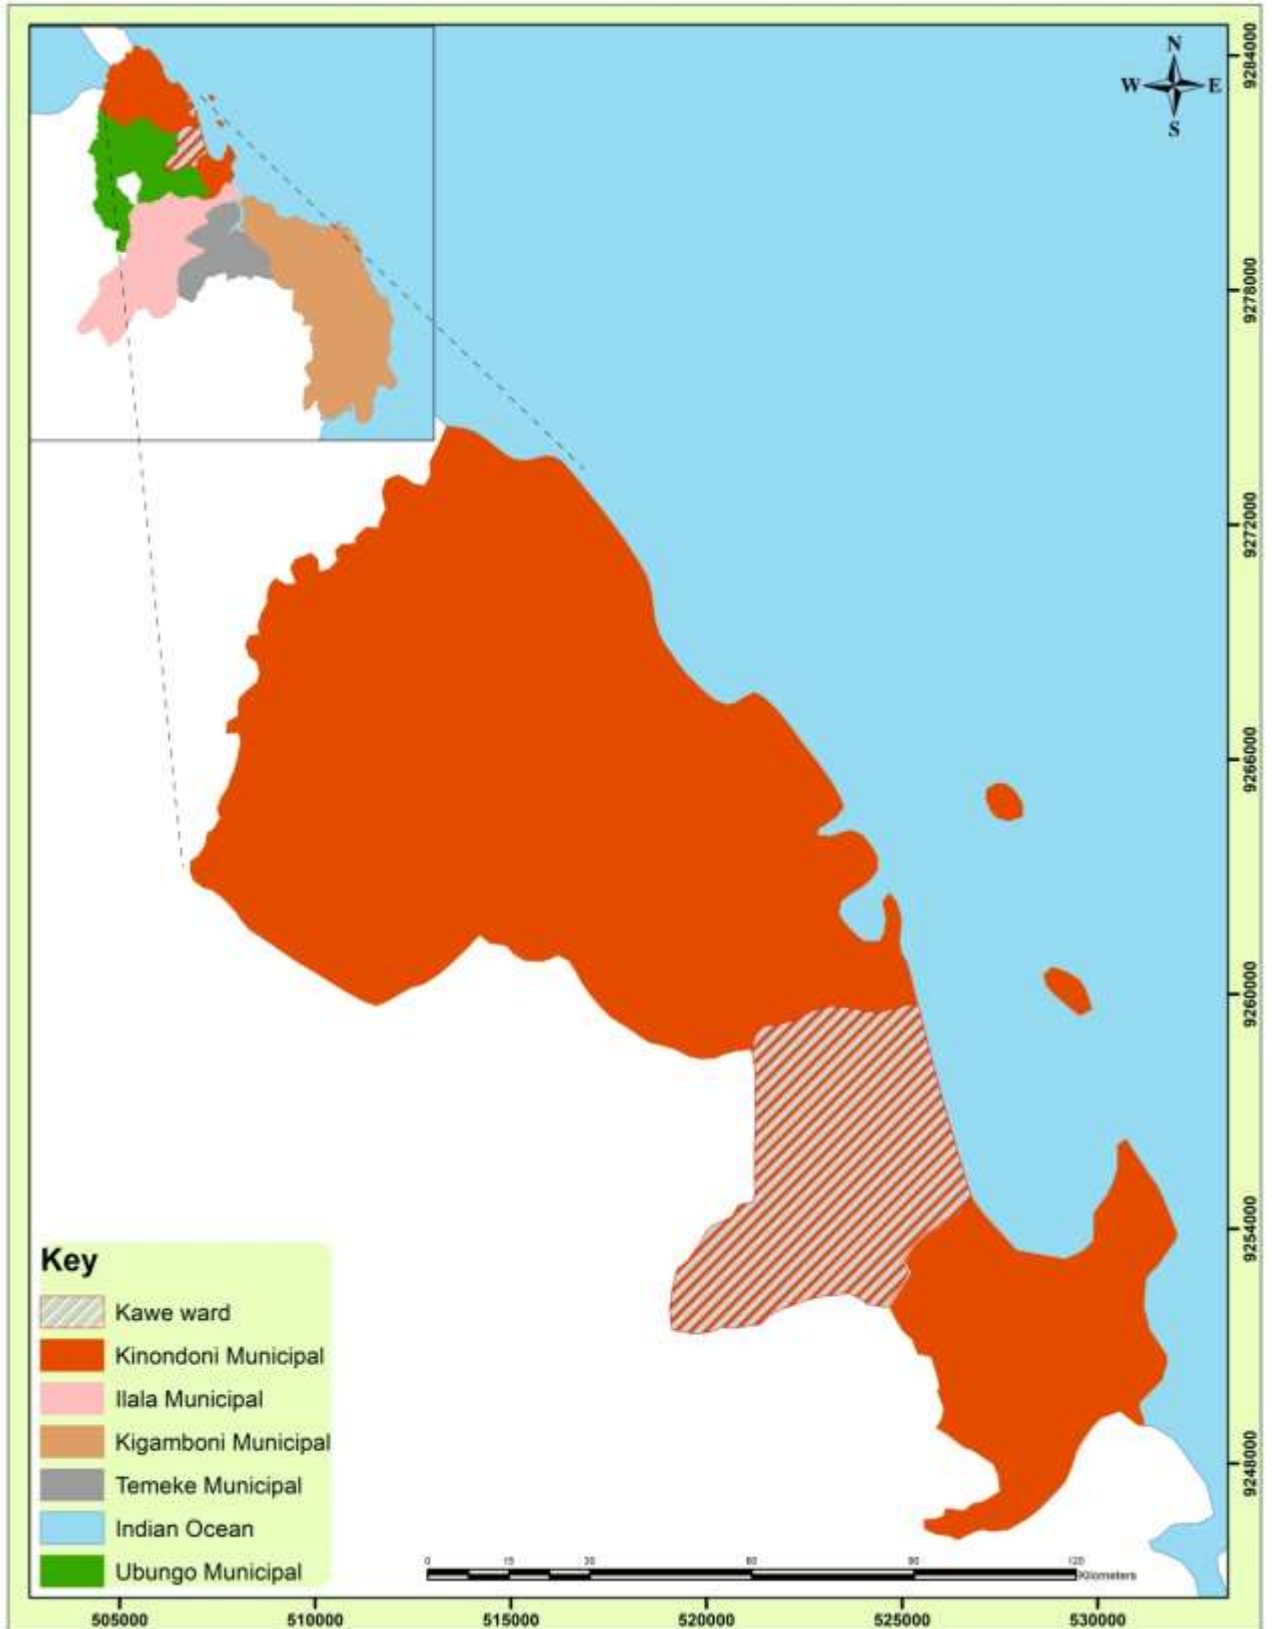 N
W E
S
9284000
9278000
9272000
9266000
9260000
9254000
9248000
Key
Kawe ward
Kinondoni Municipal
Ilala Municipal
Kigamboni Municipal
Temeke Municipal
Indian Ocean
Ubungo Municipal
0 15 30 60 90 120
Kilometers
505000 510000 515000 520000 525000 530000